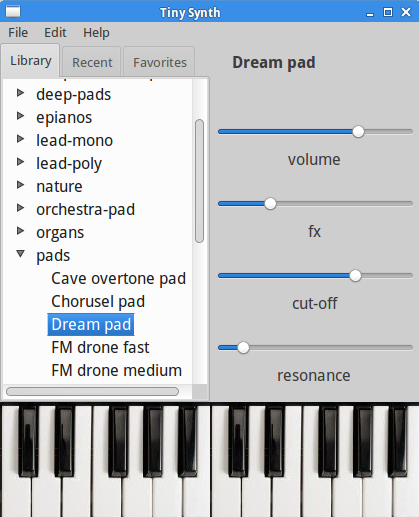 Tiny Synth
File Edit Help
Library Recent Favorites
Dream pad
deep-pads
epianos
lead-mono
lead-poly
nature
orchestra-pad
organs
pads
Cave overtone pad
Chorusel pad
Dream pad
FM drone fast
FM drone medium
volume
fx
cut-off
resonance